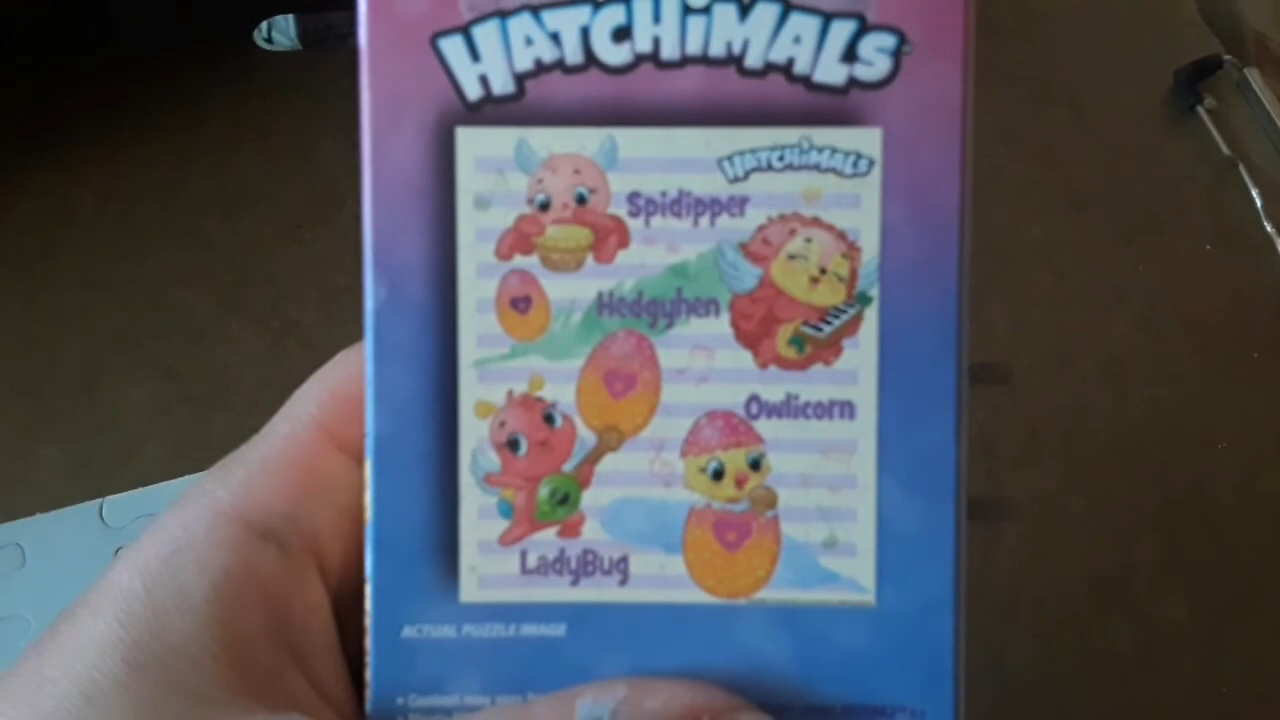 HATCHiMALS
HATCHiMALS
Spidipper
Hedgyhen
Owlicorn
LadyBug
ACTUAL PUZZLE IMAGE